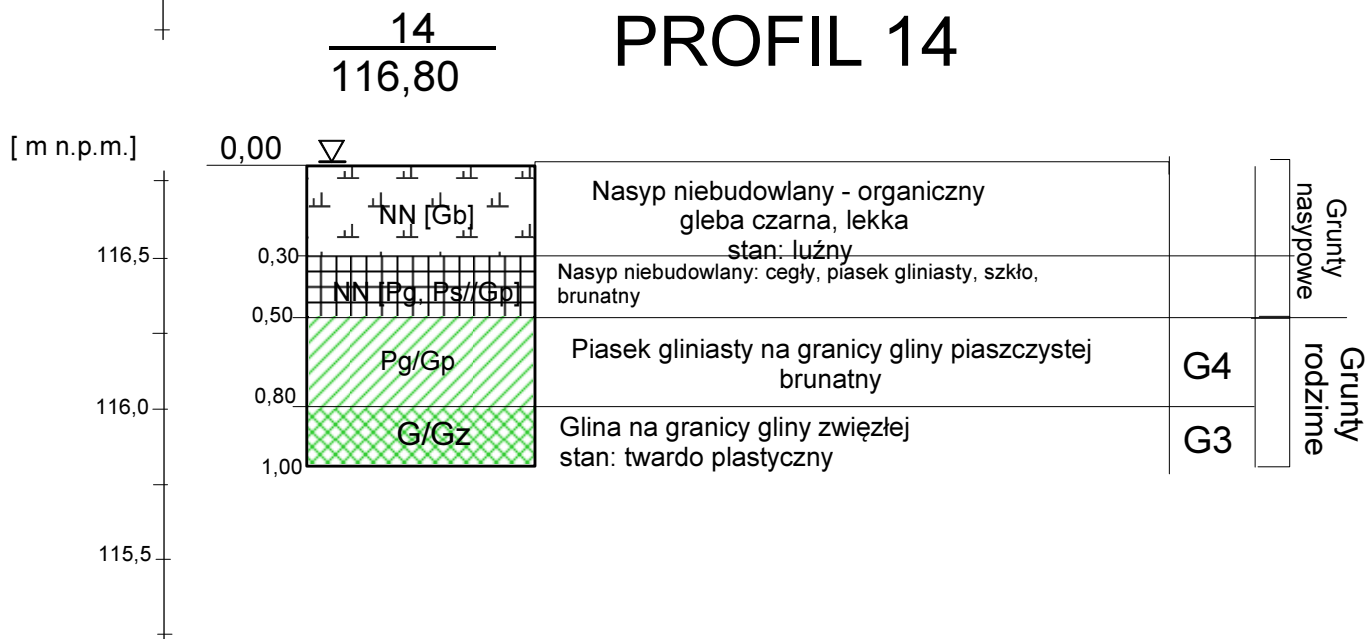 14
116,80
PROFIL 14
[ m n.p.m.]
0,00
NN [Gb]
Nasyp niebudowlany - organiczny
gleba czarna, lekka
stan: luźny
Grunty
nasypowe
116,5
0,30
NN [Pg, Ps//Gp]
Nasyp niebudowlany: cegły, piasek gliniasty, szkło,
brunatny
0,50
Pg/Gp
Piasek gliniasty na granicy gliny piaszczystej
brunatny
G4
Grunty
rodzime
116,0
0,80
G/Gz
Glina na granicy gliny zwięzłej
stan: twardo plastyczny
G3
1,00
115,5